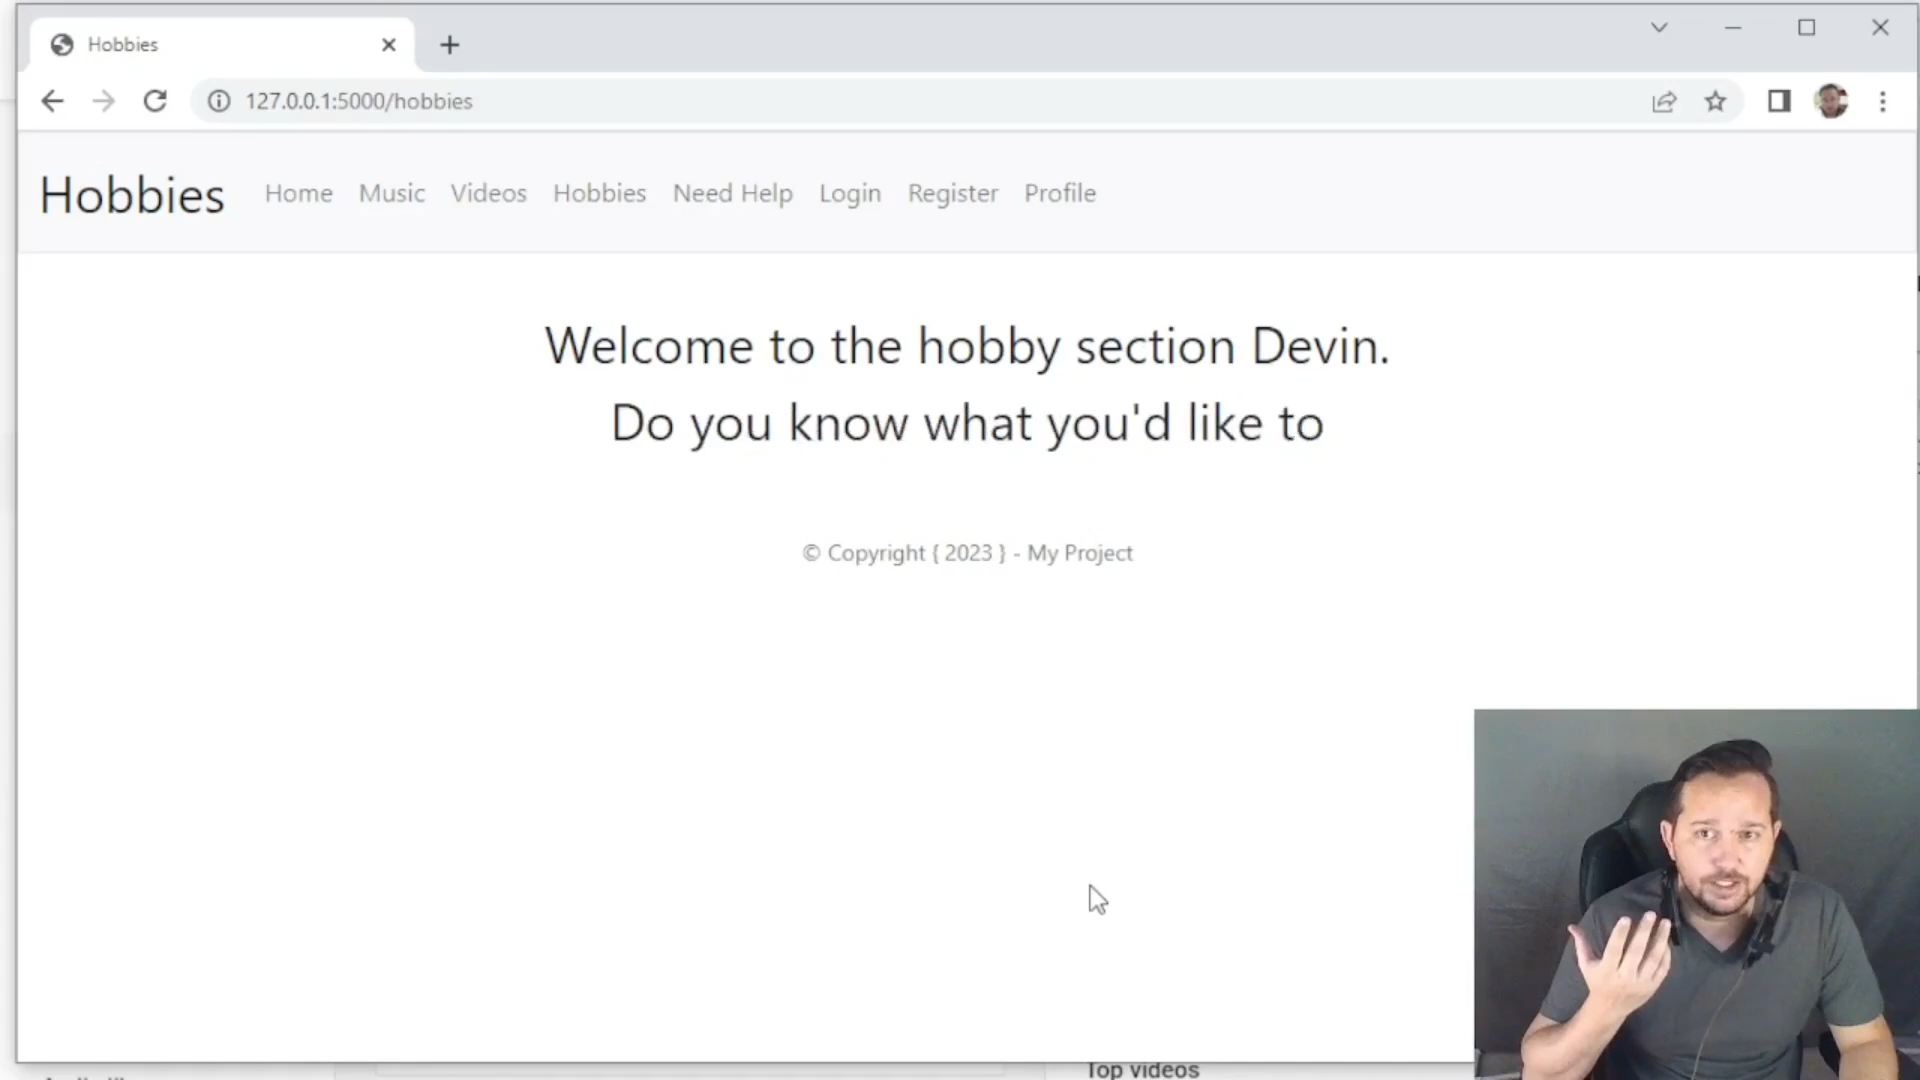 Hobbies
127.0.0.1:5000/hobbies
Hobbies Home Music Videos Hobbies Need Help Login Register Profile
Welcome to the hobby section Devin.
Do you know what you'd like to
© Copyright { 2023 } - My Project
Top videos